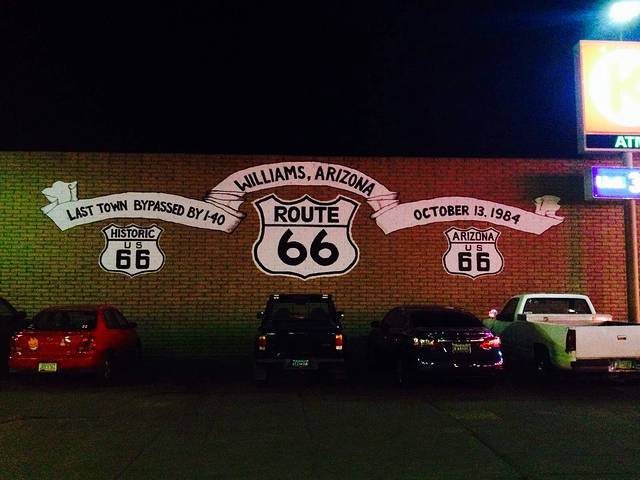 WILLIAMS, ARIZONA
LAST TOWN BYPASSED BY I-40
OCTOBER 13, 1984
HISTORIC
US
66
ROUTE
66
ARIZONA
US
66
K
ATM